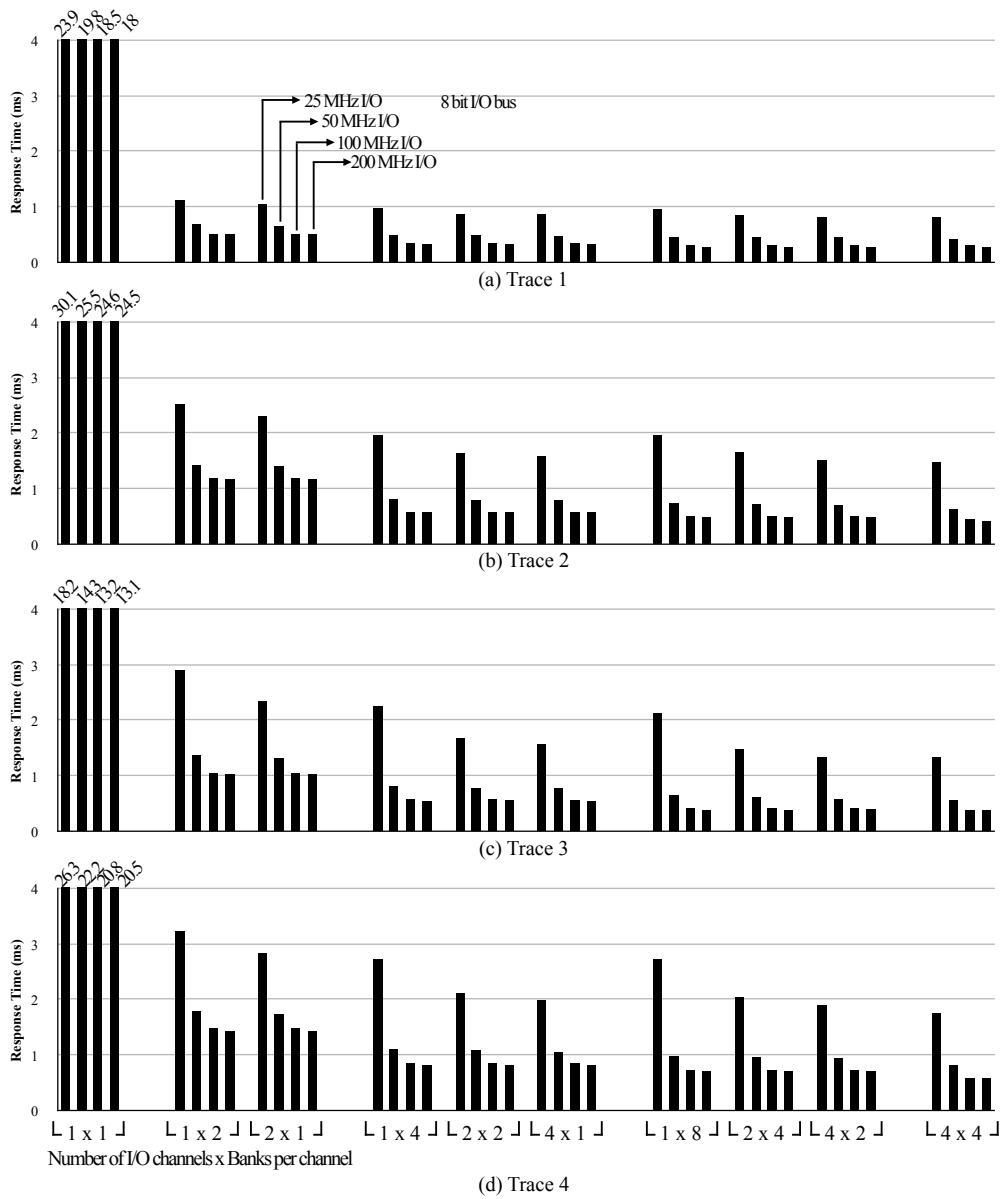 23.9 19.8 18.5 18
4
3
2
1
0
Response Time (ms)
25 MHz I/O 8 bit I/O bus
50 MHz I/O
100 MHz I/O
200 MHz I/O
(a) Trace 1
30.1 25.5 24.6 24.5
4
3
2
1
0
Response Time (ms)
(b) Trace 2
18.2 14.3 13.2 13.1
4
3
2
1
0
Response Time (ms)
(c) Trace 3
26.3 22.2 20.8 20.5
4
3
2
1
0
Response Time (ms)
1 x 1 1 x 2 2 x 1 1 x 4 2 x 2 4 x 1 1 x 8 2 x 4 4 x 2 4 x 4
Number of I/O channels x Banks per channel
(d) Trace 4